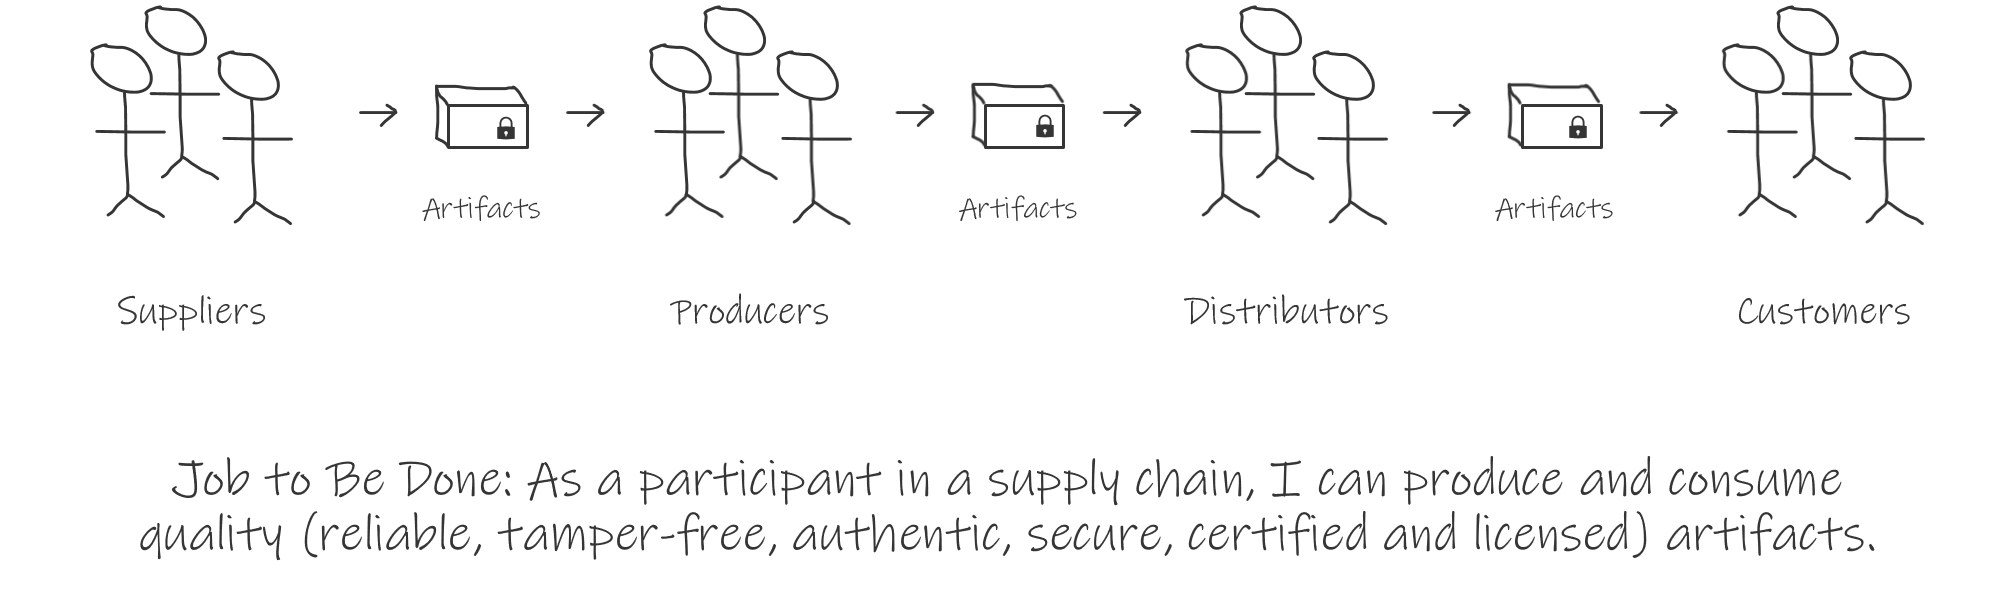 Artifacts
Artifacts
Artifacts
Suppliers
Producers
Distributors
Customers
Job to Be Done: As a participant in a supply chain, I can produce and consume
quality (reliable, tamper-free, authentic, secure, certified and licensed) artifacts.